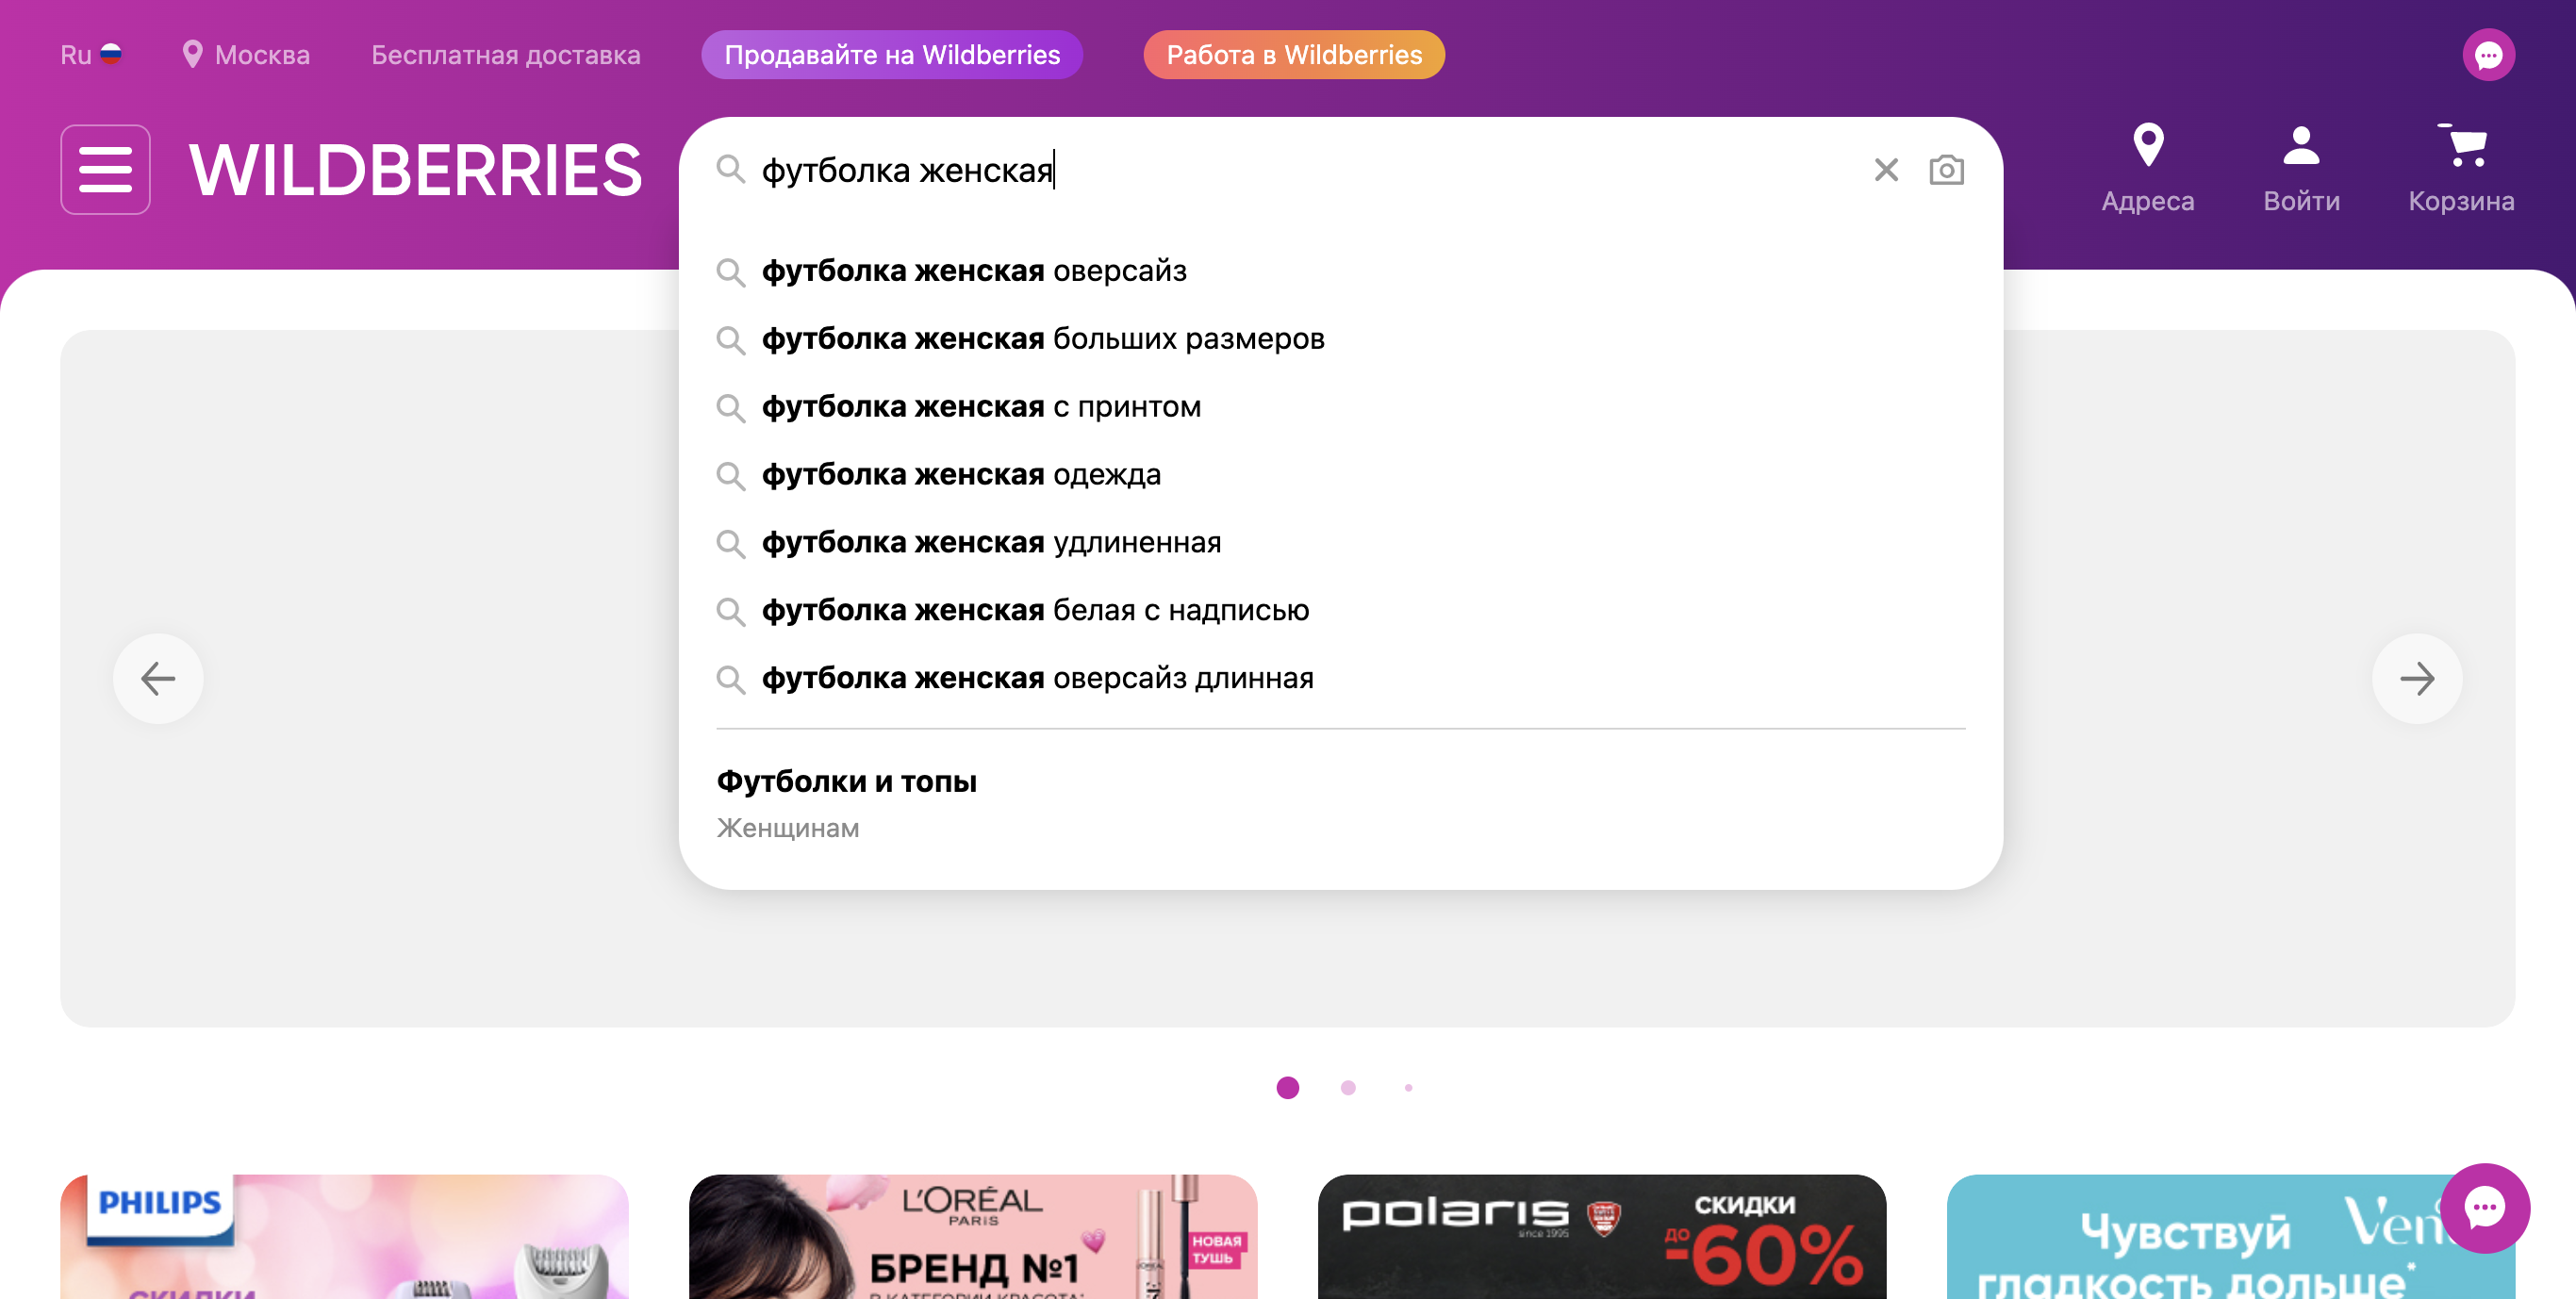 Ru
Москва
Бесплатная доставка
Продавайте на Wildberries
Работа в Wildberries
WILDBERRIES
футболка женская
Адреса
Войти
Корзина
футболка женская оверсайз
футболка женская больших размеров
футболка женская с принтом
футболка женская одежда
футболка женская удлиненная
футболка женская белая с надписью
футболка женская оверсайз длинная
Футболки и топы
Женщинам
PHILIPS
СКИДКИ
L'ORÉAL
PARIS
БРЕНД №1
В КАТЕГОРИИ КРАСОТА*
НОВАЯ
ТУШЬ
polaris
since 1995
СКИДКИ
ДО
-60%
Чувствуй
гладкость дольше*